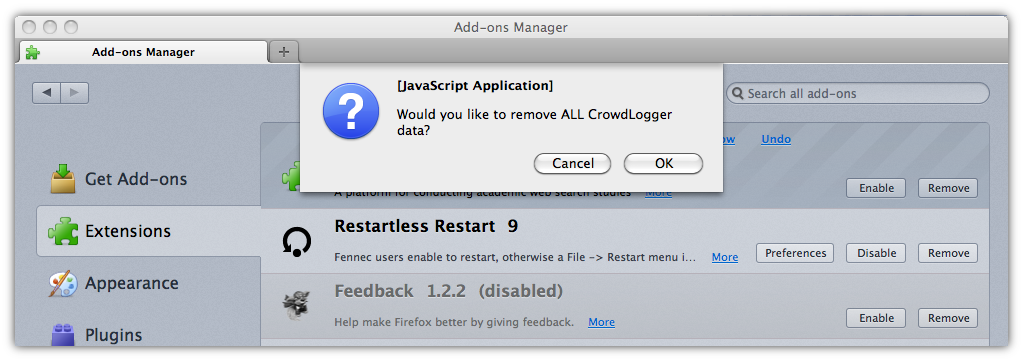 Add-ons Manager
Add-ons Manager
[JavaScript Application]
Would you like to remove ALL CrowdLogger
data?
Cancel
OK
Search all add-ons
Undo
Get Add-ons
A platform for conducting academic web search studies More
Enable Remove
Extensions
Restartless Restart 9
Fennec users enable to restart, otherwise a File -> Restart menu i... More
Preferences Disable Remove
Appearance
Feedback 1.2.2 (disabled)
Help make Firefox better by giving feedback. More
Enable Remove
Plugins